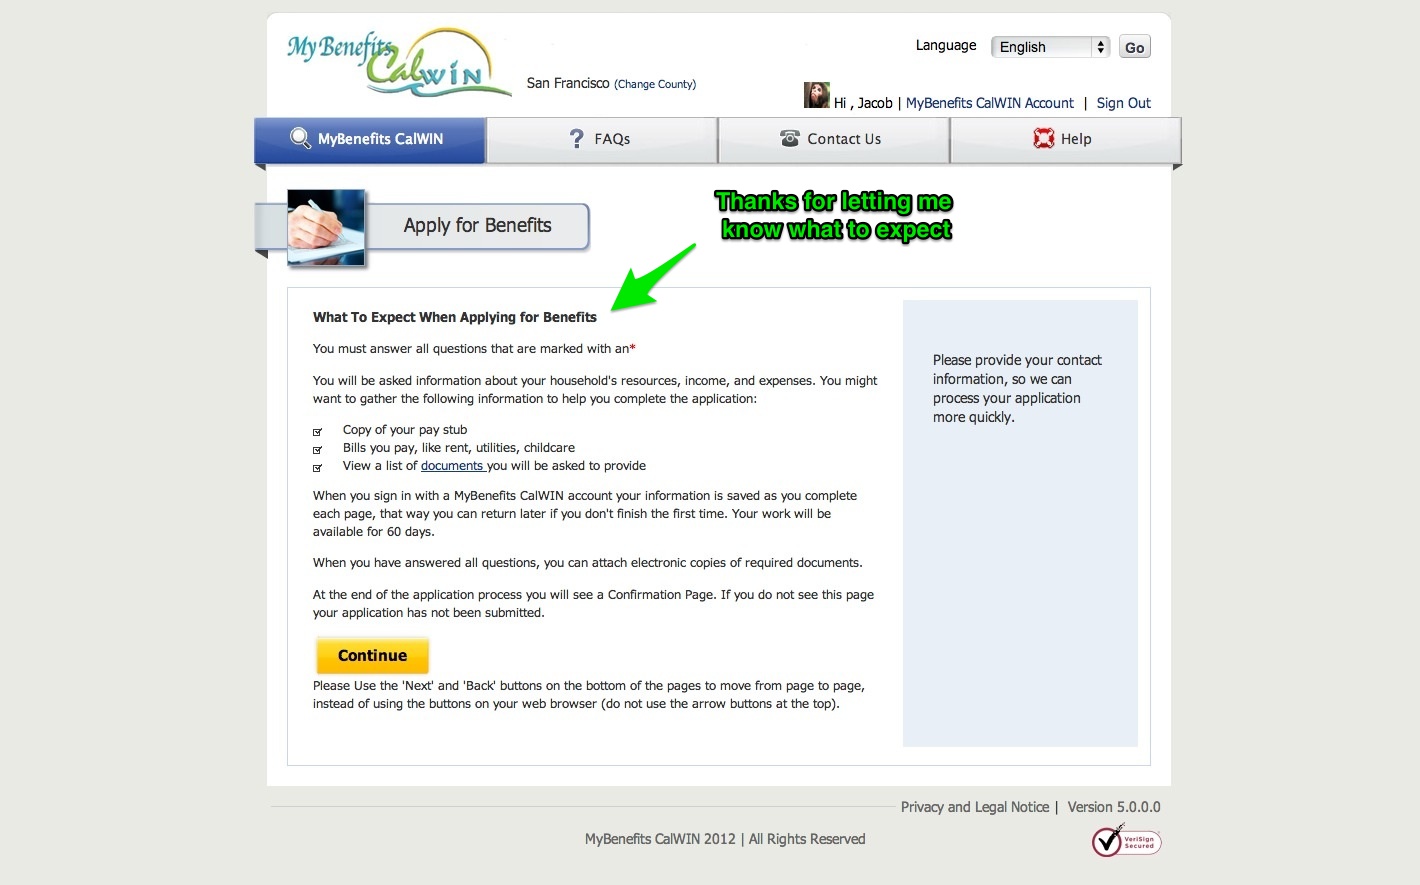 My Benefits
CalWIN
San Francisco (Change County)
Language English Go
Hi , Jacob | MyBenefits CalWIN Account | Sign Out
MyBenefits CalWIN
? FAQs
Contact Us
Help
Apply for Benefits
Thanks for letting me
know what to expect
What To Expect When Applying for Benefits
You must answer all questions that are marked with an*
You will be asked information about your household's resources, income, and expenses. You might
want to gather the following information to help you complete the application:
Copy of your pay stub
Bills you pay, like rent, utilities, childcare
View a list of documents you will be asked to provide
When you sign in with a MyBenefits CalWIN account your information is saved as you complete
each page, that way you can return later if you don't finish the first time. Your work will be
available for 60 days.
When you have answered all questions, you can attach electronic copies of required documents.
At the end of the application process you will see a Confirmation Page. If you do not see this page
your application has not been submitted.
Continue
Please Use the 'Next' and 'Back' buttons on the bottom of the pages to move from page to page,
instead of using the buttons on your web browser (do not use the arrow buttons at the top).
Please provide your contact
information, so we can
process your application
more quickly.
Privacy and Legal Notice | Version 5.0.0.0
MyBenefits CalWIN 2012 | All Rights Reserved
VeriSign
Secured